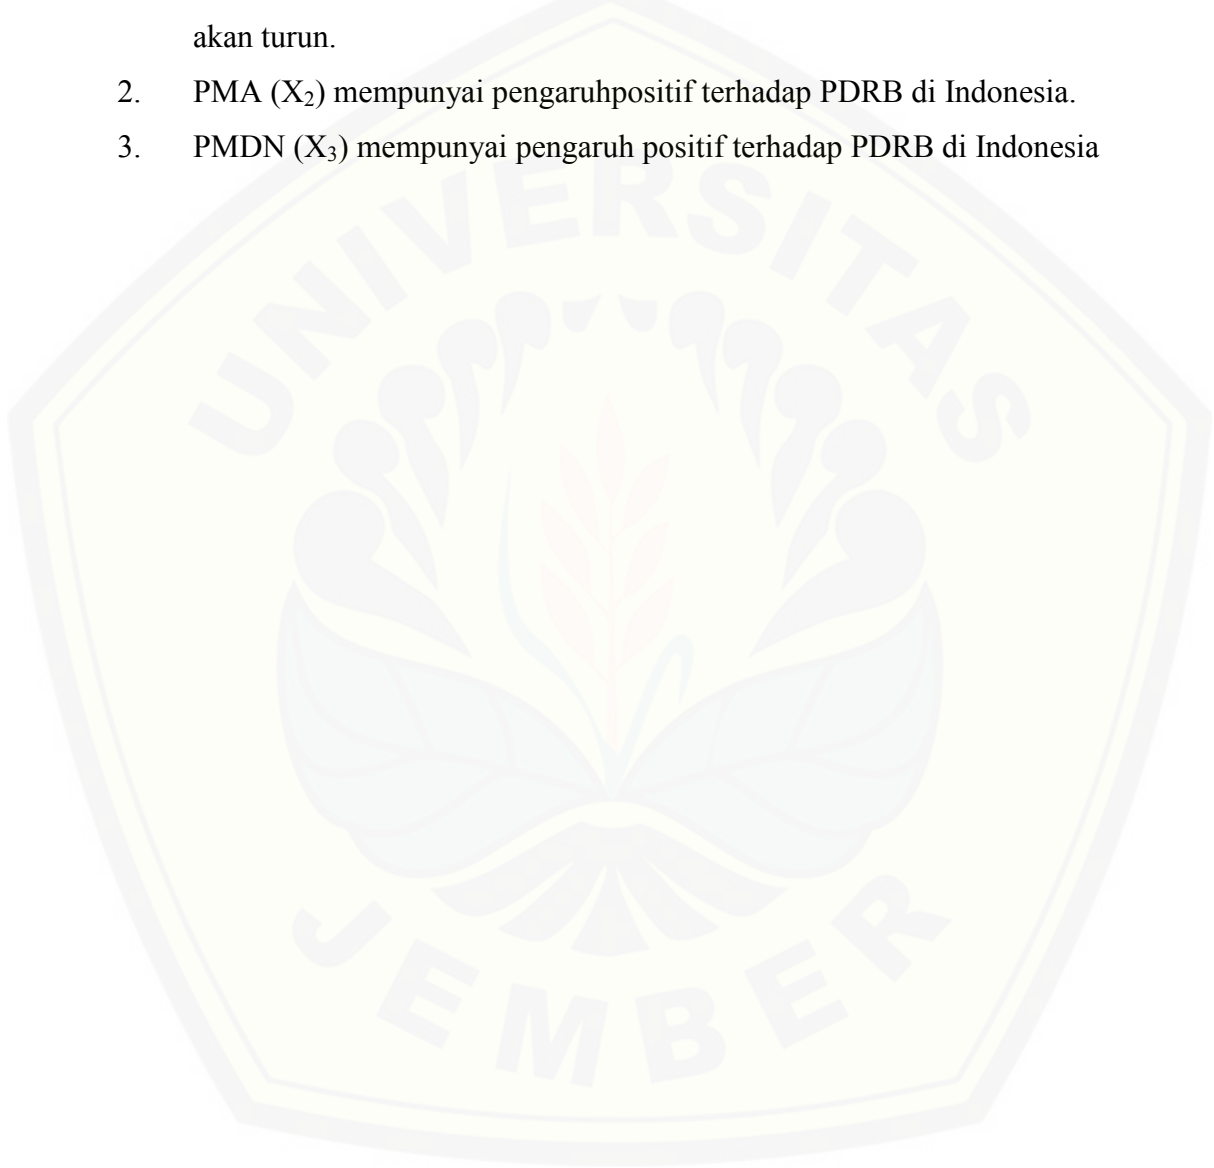 akan turun.
2. PMA (X₂) mempunyai pengaruhpositif terhadap PDRB di Indonesia.
3. PMDN (X₃) mempunyai pengaruh positif terhadap PDRB di Indonesia
UNIVERSITAS
JEMBER